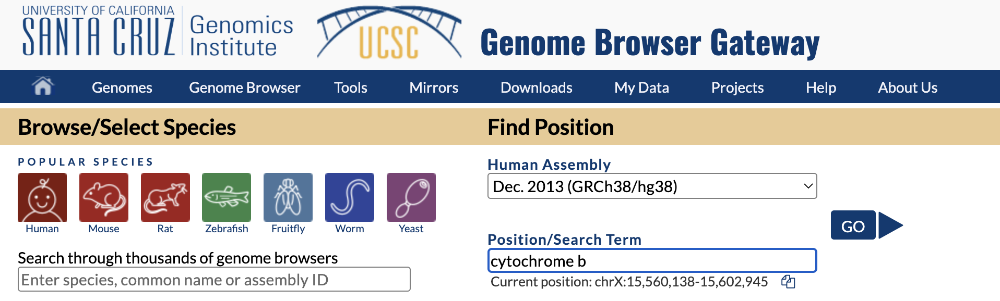 UNIVERSITY OF CALIFORNIA
SANTA CRUZ
Genomics
Institute
UCSC
Genome Browser Gateway
Genomes Genome Browser Tools Mirrors Downloads My Data Projects Help About Us
Browse/Select Species
POPULAR SPECIES
Human Mouse Rat Zebrafish Fruitfly Worm Yeast
Search through thousands of genome browsers
Enter species, common name or assembly ID
Find Position
Human Assembly
Dec. 2013 (GRCh38/hg38)
Position/Search Term
cytochrome b
Current position: chrX:15,560,138-15,602,945
GO